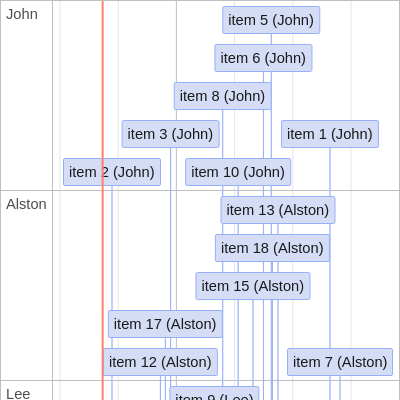 John
item 5 (John)
item 6 (John)
item 8 (John)
item 3 (John)
item 1 (John)
item 2 (John)
item 10 (John)
Alston
item 13 (Alston)
item 18 (Alston)
item 15 (Alston)
item 17 (Alston)
item 12 (Alston)
item 7 (Alston)
Lee
item 9 (Lee)